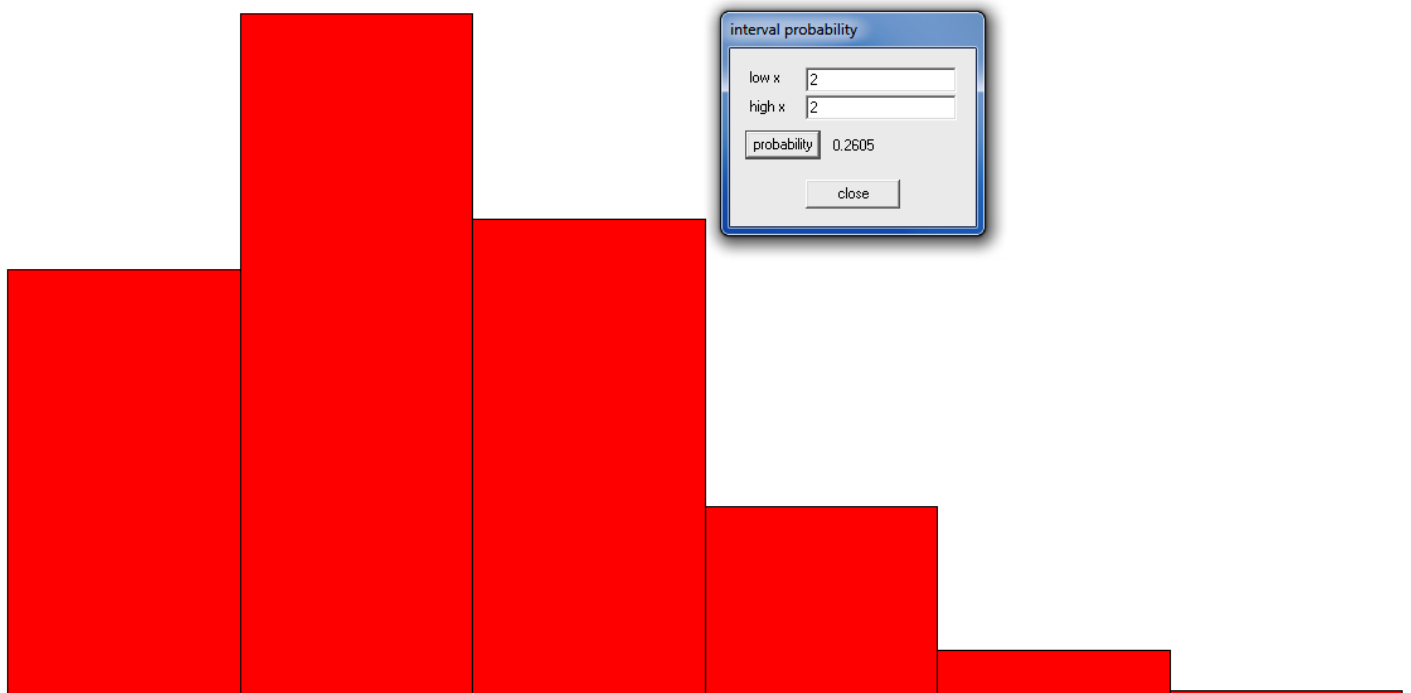 interval probability
low x 2
high x 2
probability 0.2605
close